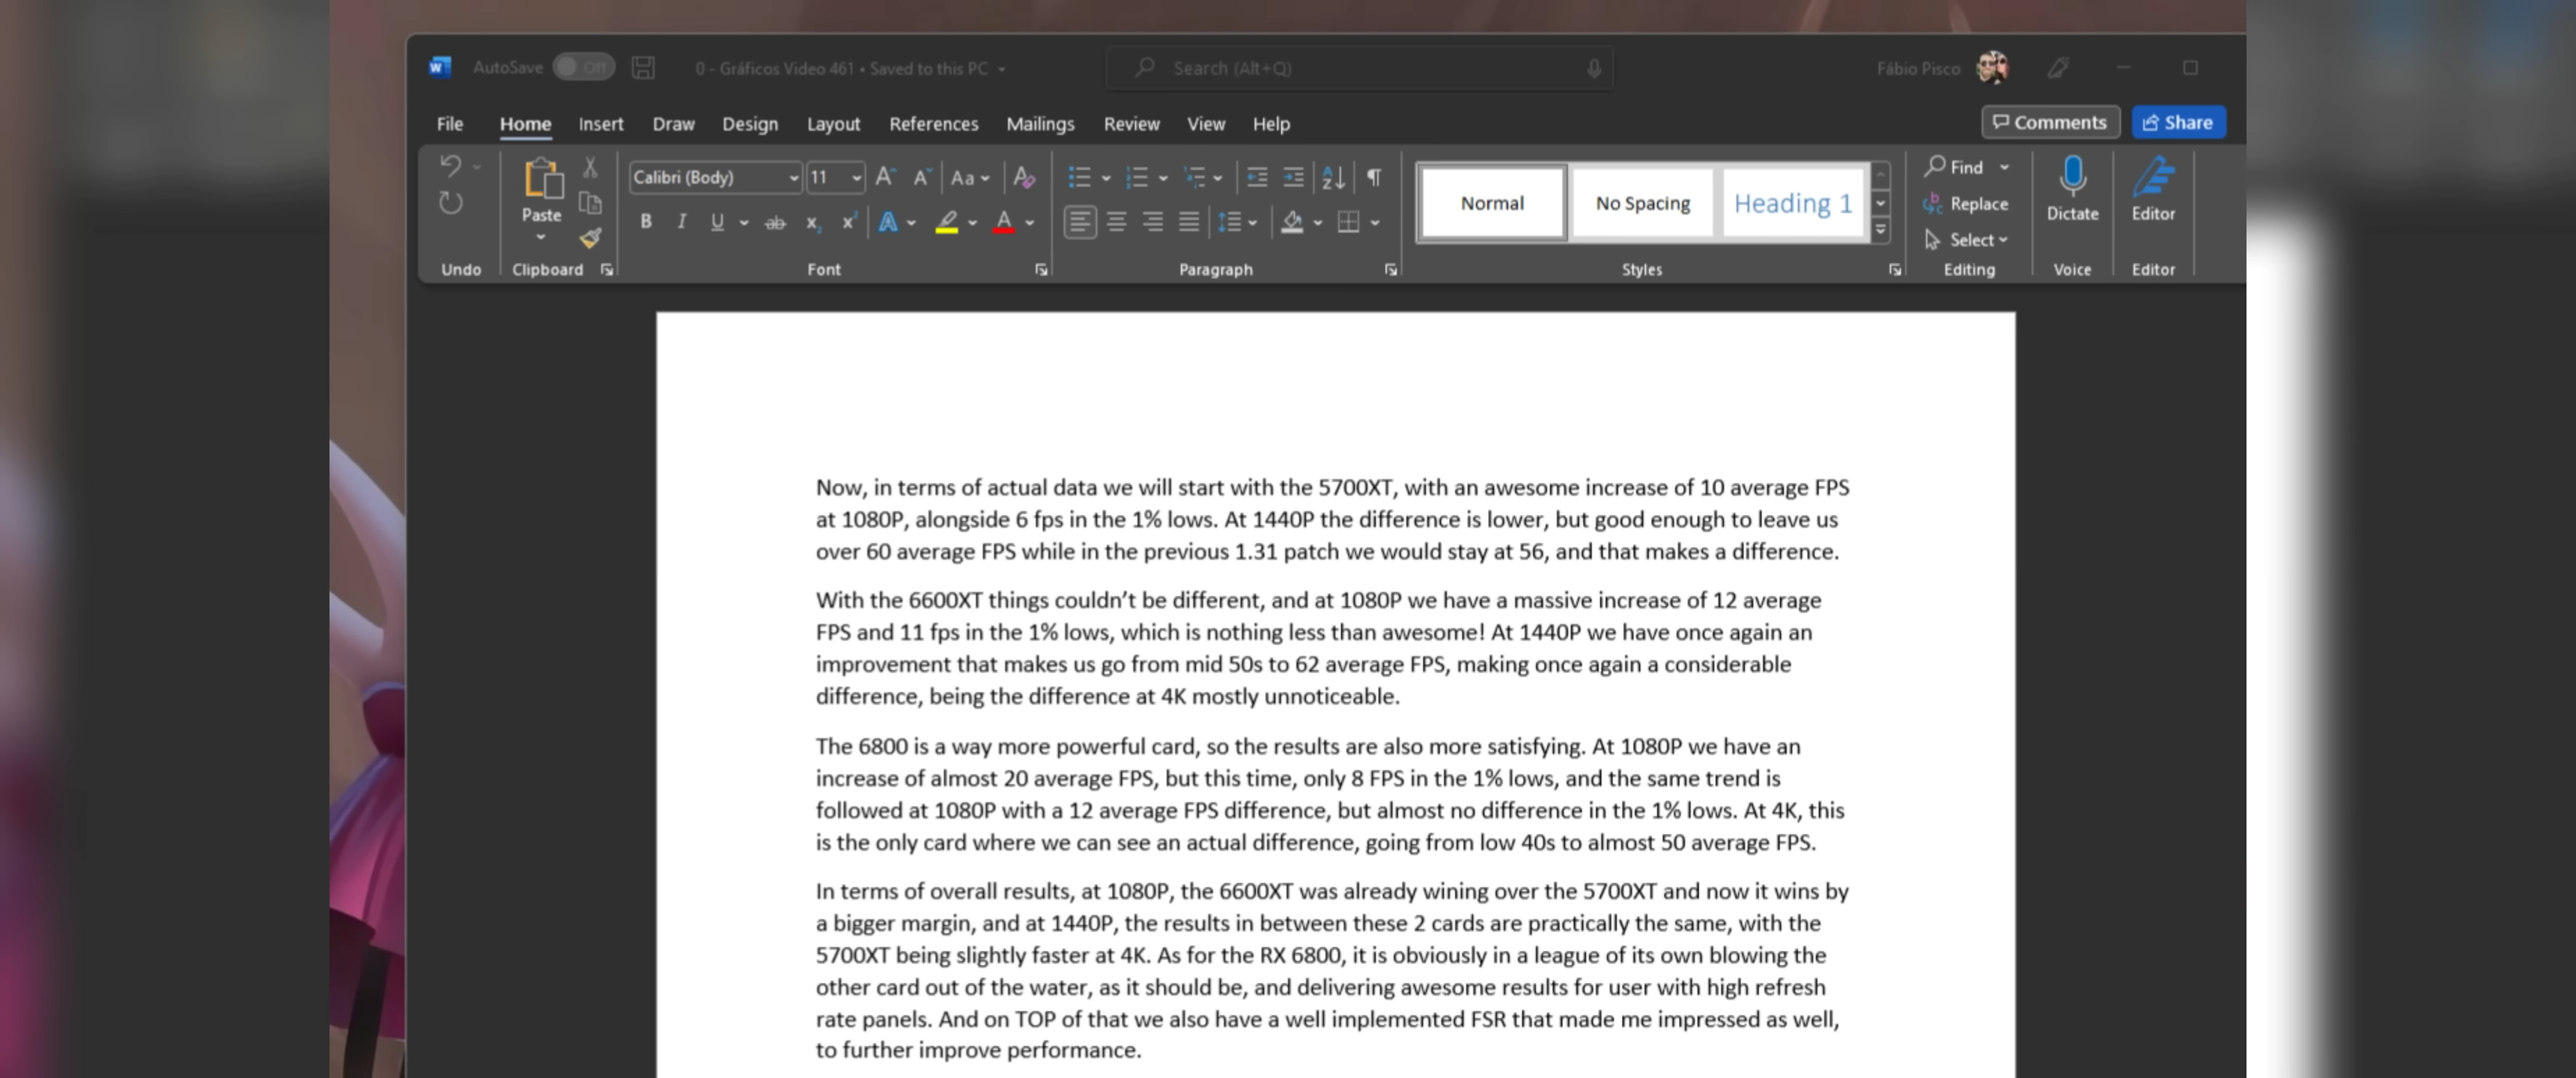 AutoSave Off 0 - Gráficos Video 461 • Saved to this PC Search (Alt+Q) Fábio Pisco
File Home Insert Draw Design Layout References Mailings Review View Help Comments Share
Paste
Calibri (Body) 11 Aa
Normal No Spacing Heading 1
Find
Replace
Select
Dictate
Editor
Undo Clipboard Font Paragraph Styles Editing Voice Editor
Now, in terms of actual data we will start with the 5700XT, with an awesome increase of 10 average FPS
at 1080P, alongside 6 fps in the 1% lows. At 1440P the difference is lower, but good enough to leave us
over 60 average FPS while in the previous 1.31 patch we would stay at 56, and that makes a difference.
With the 6600XT things couldn't be different, and at 1080P we have a massive increase of 12 average
FPS and 11 fps in the 1% lows, which is nothing less than awesome! At 1440P we have once again an
improvement that makes us go from mid 50s to 62 average FPS, making once again a considerable
difference, being the difference at 4K mostly unnoticeable.
The 6800 is a way more powerful card, so the results are also more satisfying. At 1080P we have an
increase of almost 20 average FPS, but this time, only 8 FPS in the 1% lows, and the same trend is
followed at 1080P with a 12 average FPS difference, but almost no difference in the 1% lows. At 4K, this
is the only card where we can see an actual difference, going from low 40s to almost 50 average FPS.
In terms of overall results, at 1080P, the 6600XT was already wining over the 5700XT and now it wins by
a bigger margin, and at 1440P, the results in between these 2 cards are practically the same, with the
5700XT being slightly faster at 4K. As for the RX 6800, it is obviously in a league of its own blowing the
other card out of the water, as it should be, and delivering awesome results for user with high refresh
rate panels. And on TOP of that we also have a well implemented FSR that made me impressed as well,
to further improve performance.